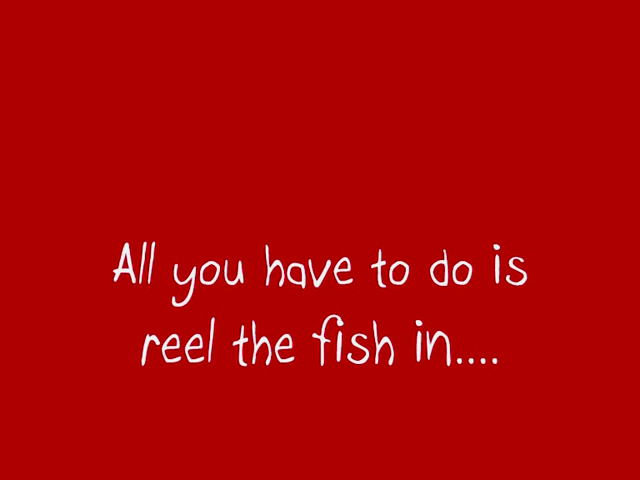 All you have to do is
reel the fish in....